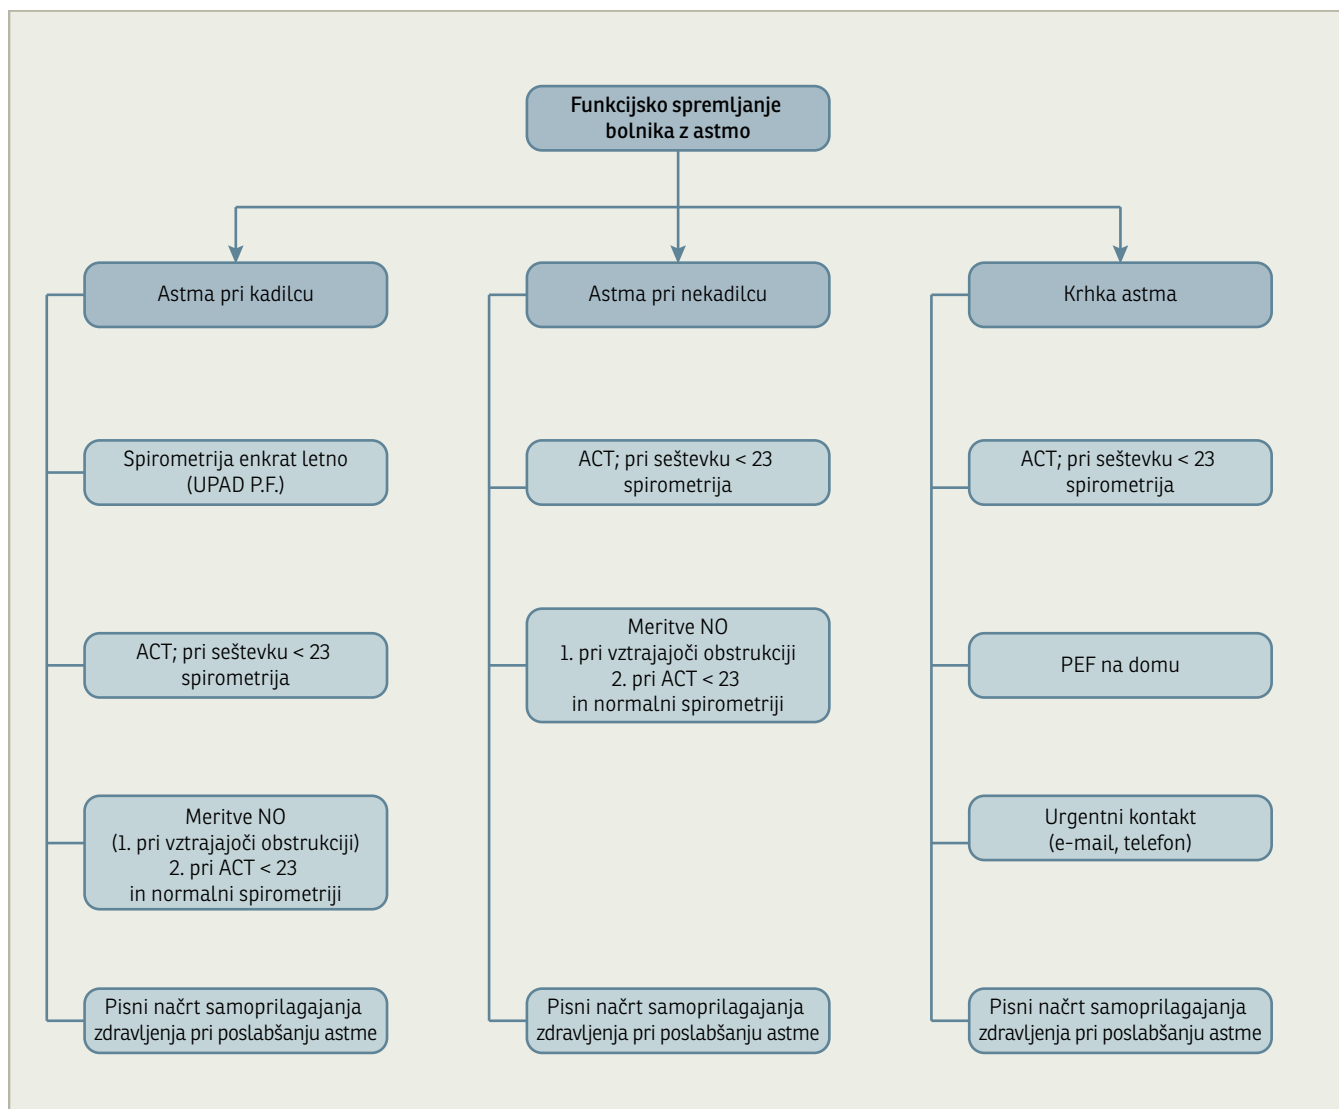 Funkcijsko spremljanje
bolnika z astmo
Astma pri kadilcu
Spirometrija enkrat letno
(UPAD P.F.)
ACT; pri seštevku < 23
spirometrija
Meritve NO
(1. pri vztrajajoči obstrukciji)
2. pri ACT < 23
in normalni spirometriji
Pisni načrt samoprilagajanja
zdravljenja pri poslabšanju astme
Astma pri nekadilcu
ACT; pri seštevku < 23
spirometrija
Meritve NO
1. pri vztrajajoči obstrukciji
2. pri ACT < 23
in normalni spirometriji
Pisni načrt samoprilagajanja
zdravljenja pri poslabšanju astme
Krhka astma
ACT; pri seštevku < 23
spirometrija
PEF na domu
Urgentni kontakt
(e-mail, telefon)
Pisni načrt samoprilagajanja
zdravljenja pri poslabšanju astme